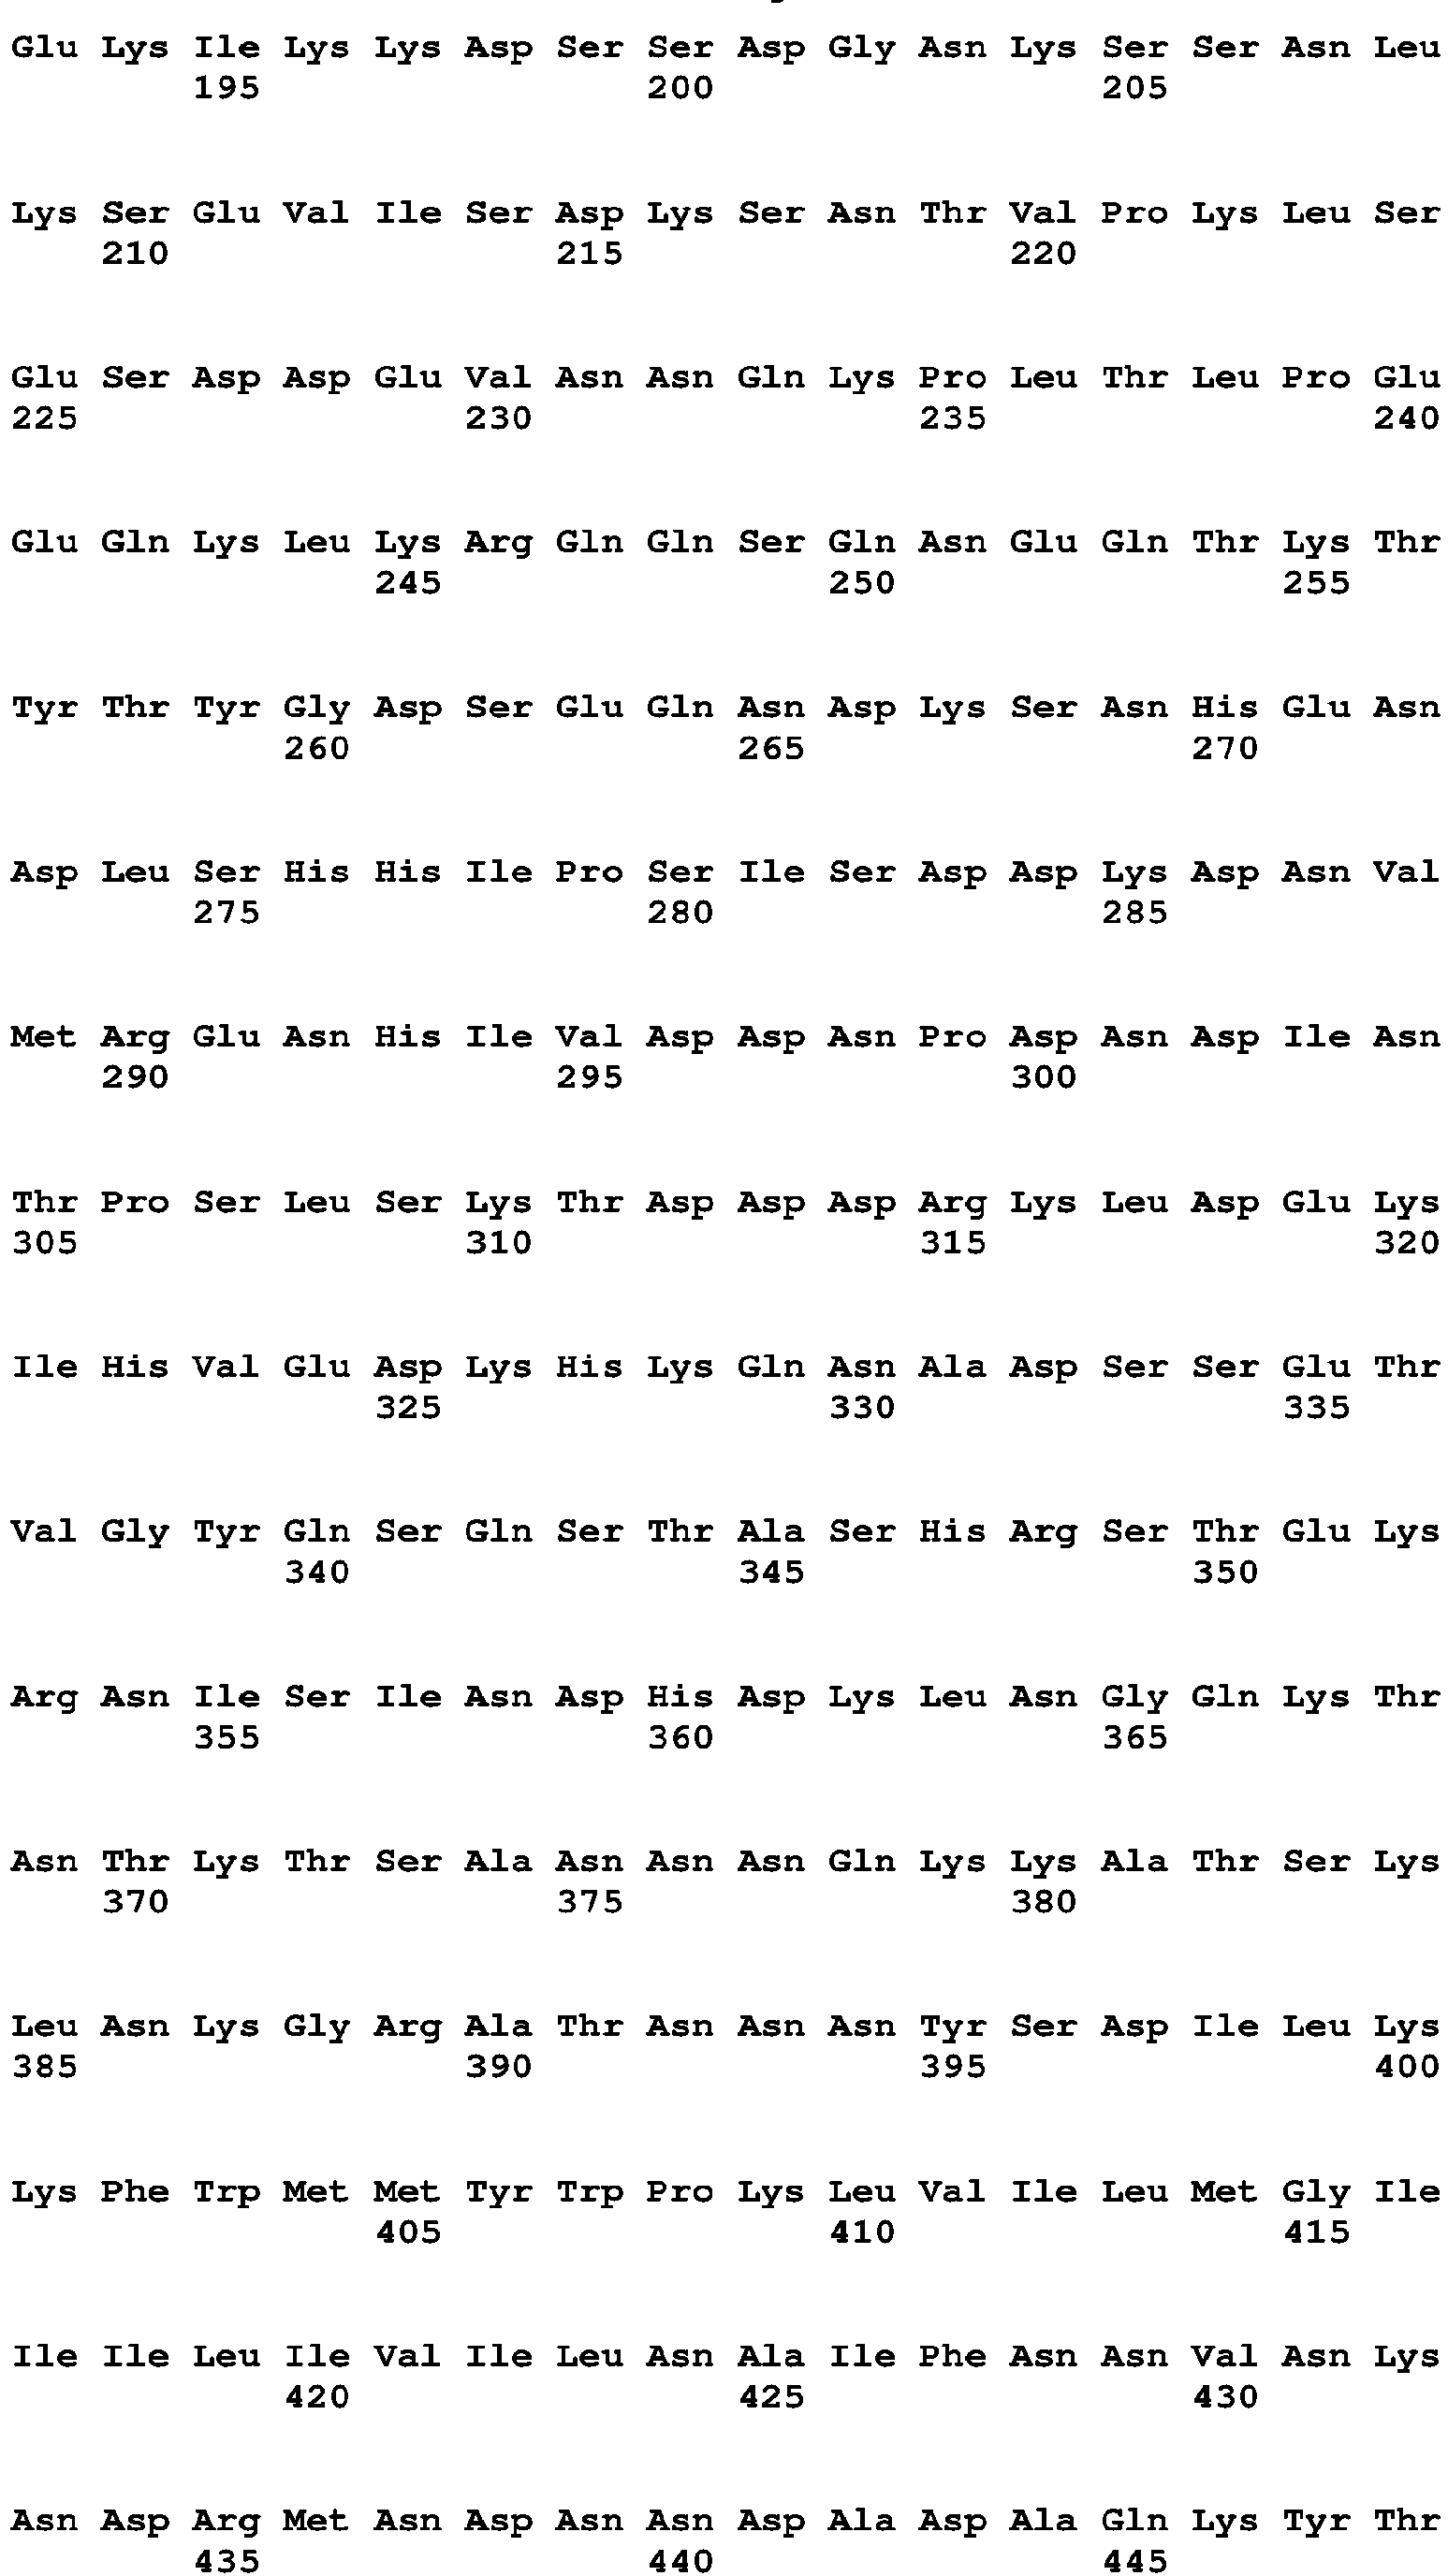 Glu Lys Ile Lys Lys Asp Ser Ser Asp Gly Asn Lys Ser Ser Asn Leu
195 200 205
Lys Ser Glu Val Ile Ser Asp Lys Ser Asn Thr Val Pro Lys Leu Ser
210 215 220
Glu Ser Asp Asp Glu Val Asn Asn Gln Lys Pro Leu Thr Leu Pro Glu
225 230 235 240
Glu Gln Lys Leu Lys Arg Gln Gln Ser Gln Asn Glu Gln Thr Lys Thr
245 250 255
Tyr Thr Tyr Gly Asp Ser Glu Gln Asn Asp Lys Ser Asn His Glu Asn
260 265 270
Asp Leu Ser His His Ile Pro Ser Ile Ser Asp Asp Lys Asp Asn Val
275 280 285
Met Arg Glu Asn His Ile Val Asp Asp Asn Pro Asp Asn Asp Ile Asn
290 295 300
Thr Pro Ser Leu Ser Lys Thr Asp Asp Asp Arg Lys Leu Asp Glu Lys
305 310 315 320
Ile His Val Glu Asp Lys His Lys Gln Asn Ala Asp Ser Ser Glu Thr
325 330 335
Val Gly Tyr Gln Ser Gln Ser Thr Ala Ser His Arg Ser Thr Glu Lys
340 345 350
Arg Asn Ile Ser Ile Asn Asp His Asp Lys Leu Asn Gly Gln Lys Thr
355 360 365
Asn Thr Lys Thr Ser Ala Asn Asn Asn Gln Lys Lys Ala Thr Ser Lys
370 375 380
Leu Asn Lys Gly Arg Ala Thr Asn Asn Asn Tyr Ser Asp Ile Leu Lys
385 390 395 400
Lys Phe Trp Met Met Tyr Trp Pro Lys Leu Val Ile Leu Met Gly Ile
405 410 415
Ile Ile Leu Ile Val Ile Leu Asn Ala Ile Phe Asn Asn Val Asn Lys
420 425 430
Asn Asp Arg Met Asn Asp Asn Asn Asp Ala Asp Ala Gln Lys Tyr Thr
435 440 445